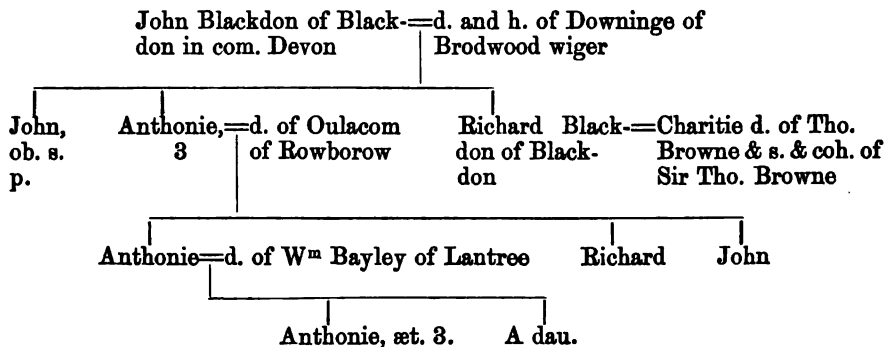 John Blackdon of Black-=d. and h. of Downinge of
don in com. Devon Brodwood wiger
John, Anthonie,=d. of Oulacom Richard Black-=Charitie d. of Tho.
ob. s. 3 of Rowborow don of Black- Browne & s. & coh. of
p. don Sir Tho. Browne
Anthonie=d. of Wᵐ Bayley of Lantree Richard John
Anthonie, æt. 3. A dau.